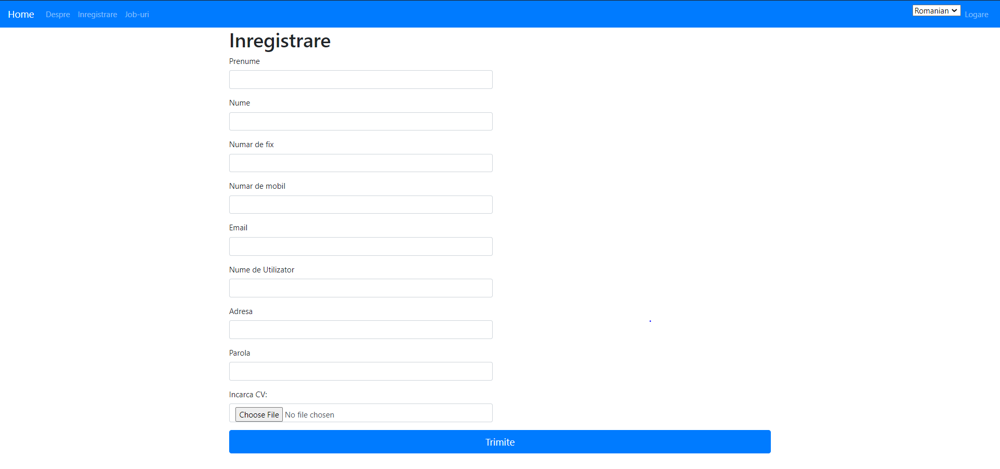 Home Despre Inregistrare Job-uri Romanian Logare
Inregistrare
Prenume
Nume
Numar de fix
Numar de mobil
Email
Nume de Utilizator
Adresa
Parola
Incarca CV:
Choose File No file chosen
Trimite